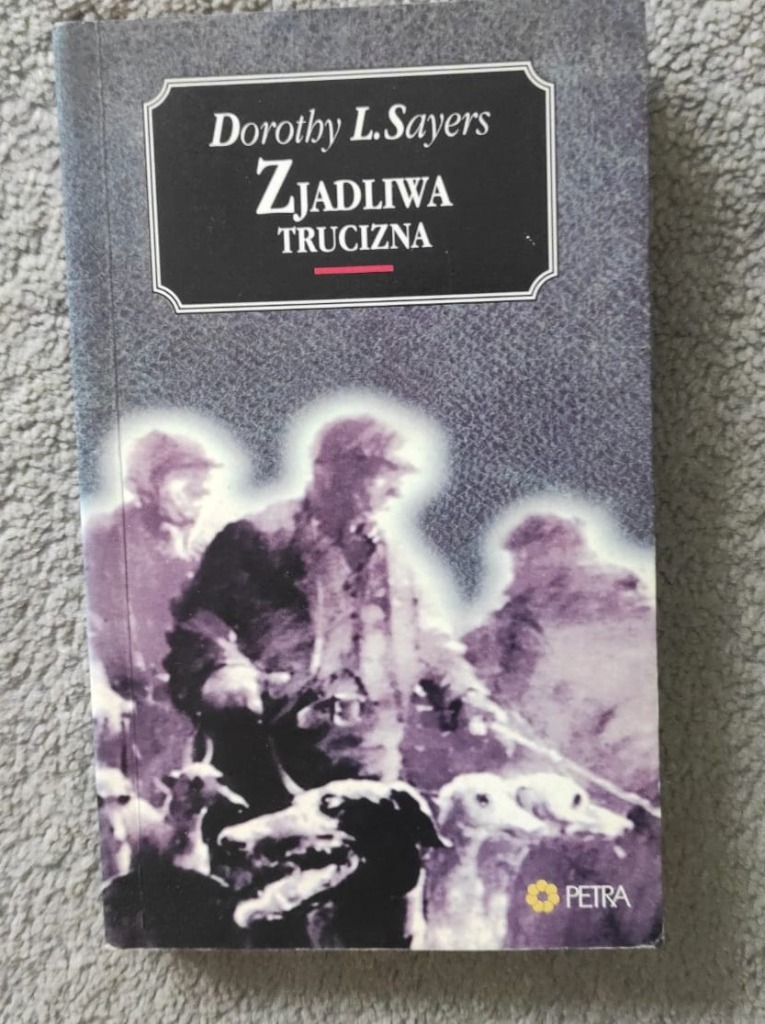 Dorothy L. Sayers
ZJADLIWA
TRUCIZNA
PETRA